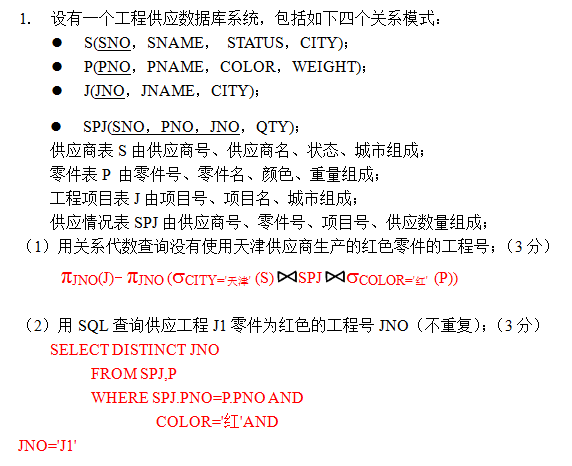 1. 设有一个工程供应数据库系统，包括如下四个关系模式：
● S(SNO，SNAME， STATUS，CITY);
● P(PNO，PNAME，COLOR，WEIGHT);
● J(JNO，JNAME，CITY);
● SPJ(SNO，PNO，JNO，QTY);
供应商表 S 由供应商号、供应商名、状态、城市组成；
零件表 P 由零件号、零件名、颜色、重量组成；
工程项目表 J 由项目号、项目名、城市组成；
供应情况表 SPJ 由供应商号、零件号、项目号、供应数量组成；
（1）用关系代数查询没有使用天津供应商生产的红色零件的工程号；（3 分）
πJNO(J)− πJNO (σCITY='天津' (S)⋈SPJ⋈σCOLOR='红' (P))
（2）用 SQL 查询供应工程 J1 零件为红色的工程号 JNO（不重复）；（3 分）
SELECT DISTINCT JNO
FROM SPJ,P
WHERE SPJ.PNO=P.PNO AND
COLOR='红'AND
JNO='J1'